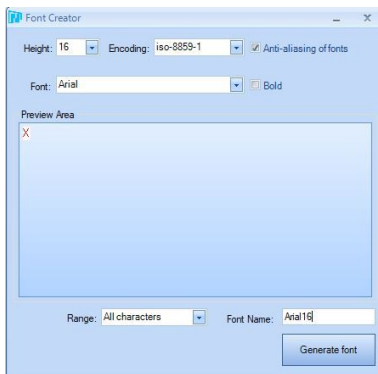 Font Creator
Height: 16 Encoding: iso-8859-1 Anti-aliasing of fonts
Font: Arial Bold
Preview Area
X
Range: All characters Font Name: Arial16
Generate font